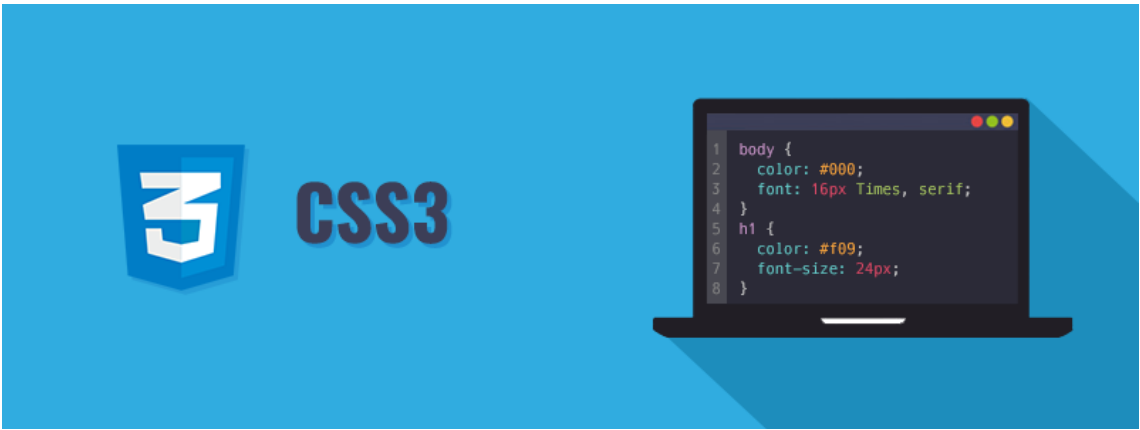 3
CSS3
1 body {
2   color: #000;
3   font: 16px Times, serif;
4 }
5 h1 {
6   color: #f09;
7   font-size: 24px;
8 }